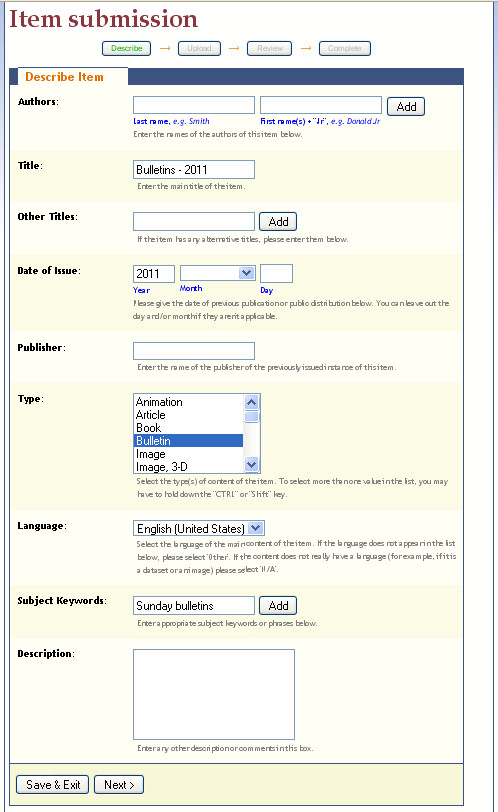 Item submission
Describe → Upload → Review → Complete
Describe Item
Authors:
Add
Last name, e.g. Smith First name(s) + "Jr", e.g. Donald Jr
Enter the names of the authors of this item below.
Title: Bulletins - 2011
Enter the main title of the item.
Other Titles: Add
If the item has any alternative titles, please enter them below.
Date of Issue: 2011
Year Month Day
Please give the date of previous publication or public distribution below. You can leave out the
day and/or month if they aren't applicable.
Publisher:
Enter the name of the publisher of the previously issued instance of this item.
Type:
Animation
Article
Book
Bulletin
Image
Image, 3-D
Select the type(s) of content of the item. To select more than one value in the list, you may
have to hold down the "CTRL" or "Shift" key.
Language: English (United States)
Select the language of the main content of the item. If the language does not appear in the list
below, please select 'Other'. If the content does not really have a language (for example, if it is
a dataset or an image) please select 'N/A'.
Subject Keywords: Sunday bulletins Add
Enter appropriate subject keywords or phrases below.
Description:
Enter any other description or comments in this box.
Save & Exit Next >